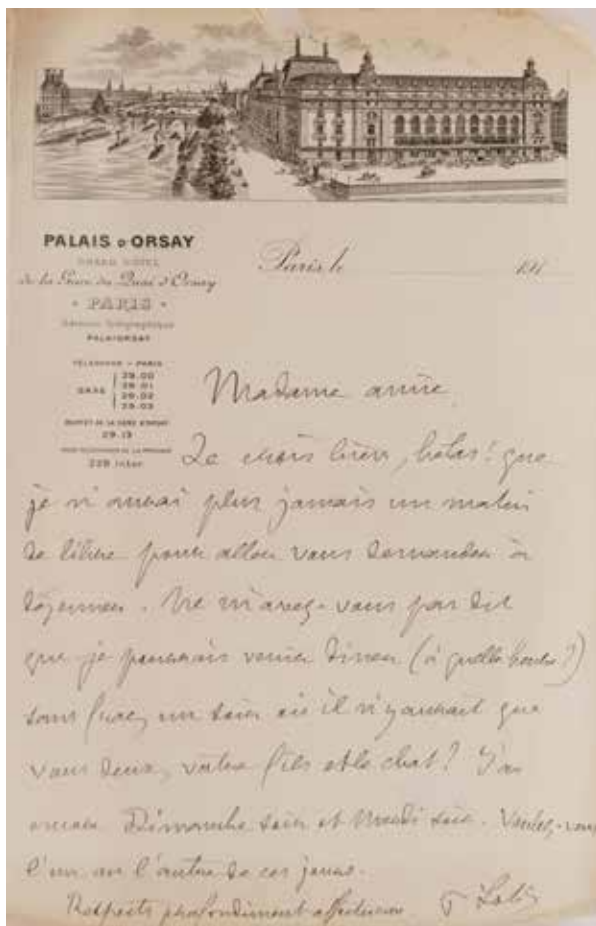 PALAIS D'ORSAY
GRAND HÔTEL
de la Gare du Quai d'Orsay
PARIS
Adresse Télégraphique
PALAIORSAY
TÉLÉPHONE - PARIS
SAXE
29.00
29.01
29.02
29.03
BUFFET DE LA GARE D'ORSAY
29.13
228 Inter
Paris le 191
Madame amie,
Je crois bien, hélas! que
je n'aurai plus jamais un matin
de libre pour aller vous demander à
déjeuner. Ne m'avez-vous pas dit
que je pourrais venir diner (à quelle heure?)
sans frac, un soir où il n'y aurait que
vous deux, votre fils et le chat? J'ai
encore Dimanche soir et Mardi soir. Voulez-vous
l'un ou l'autre de ces jours.
Respects profondément affectueux P Loti